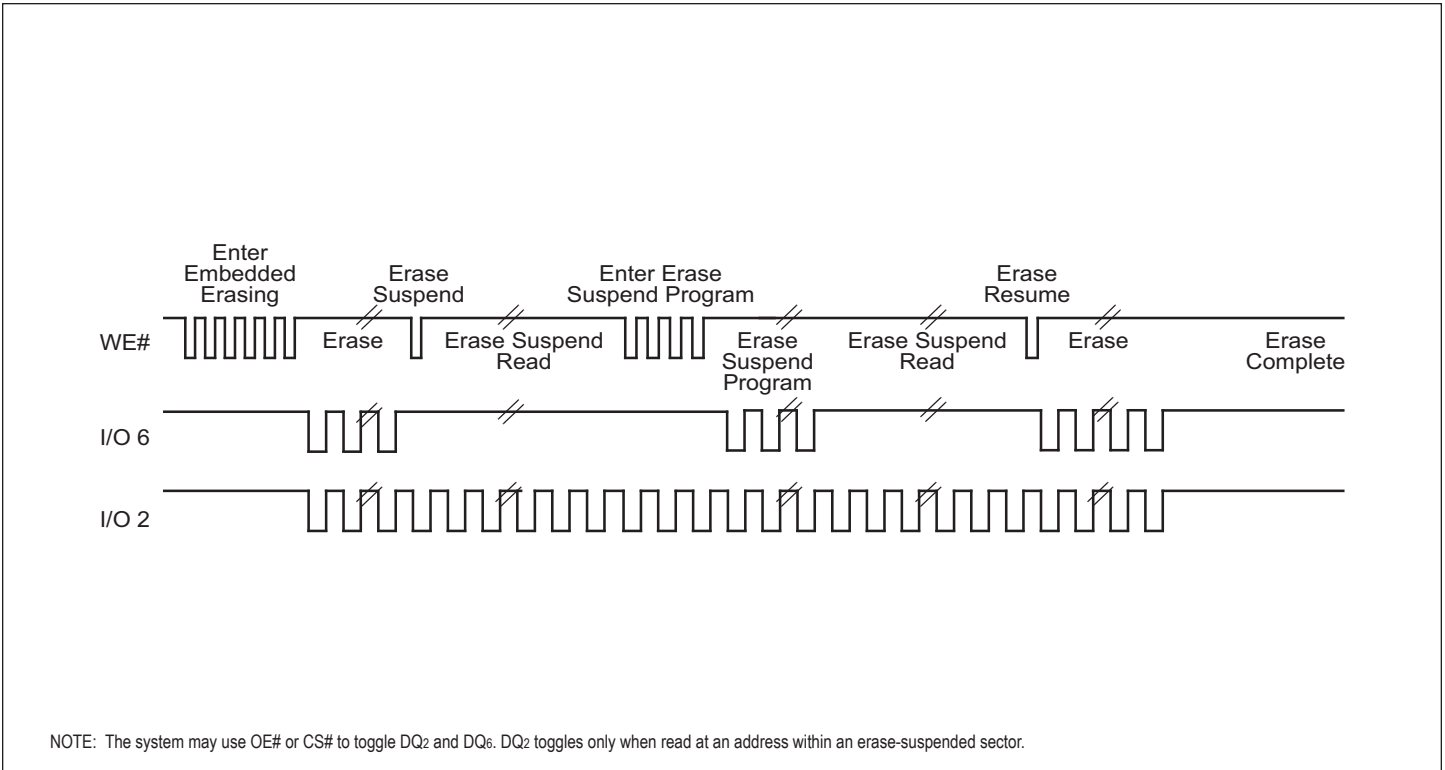 Enter
Embedded
Erasing
Erase
Suspend
Enter Erase
Suspend Program
Erase
Resume
WE#
Erase
Erase Suspend
Read
Erase
Suspend
Program
Erase Suspend
Read
Erase
Erase
Complete
I/O 6
I/O 2
NOTE: The system may use OE# or CS# to toggle DQ2 and DQ6. DQ2 toggles only when read at an address within an erase-suspended sector.